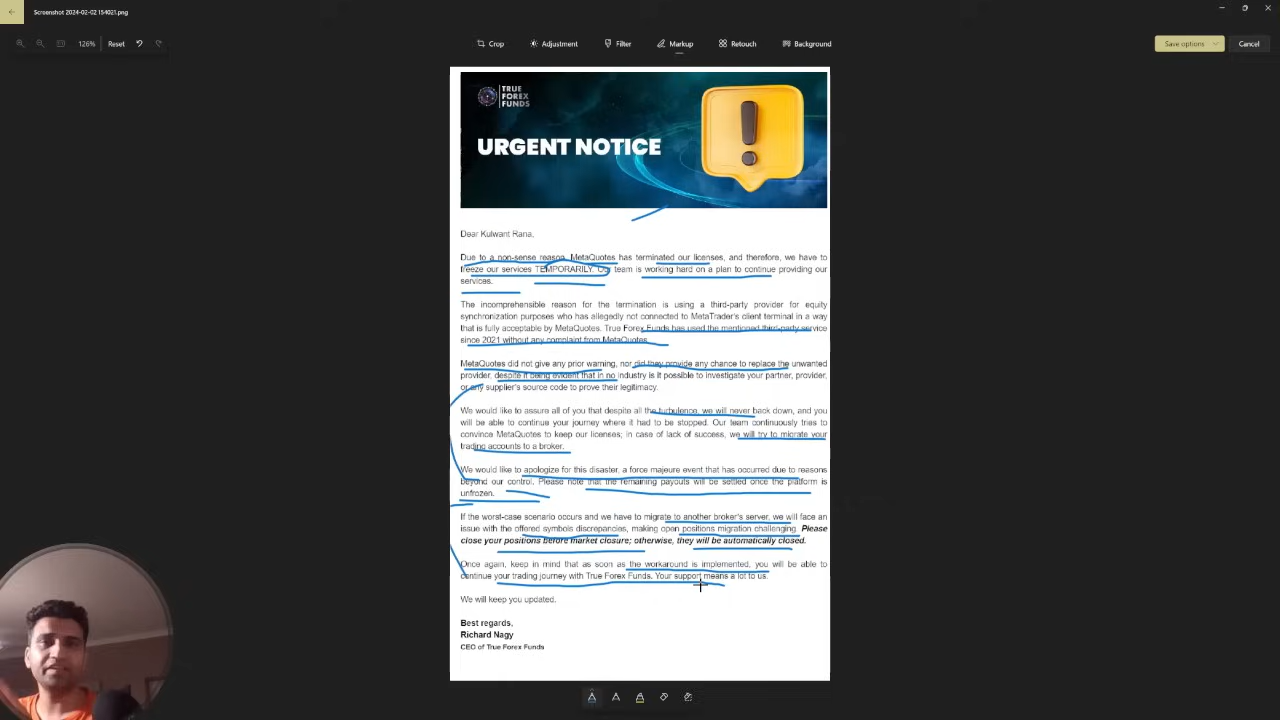 Screenshot 2024-02-02 154021.png
126%
Reset
Crop
Adjustment
Filter
Markup
Retouch
Background
Save options
Cancel
TRUE
FOREX
FUNDS
URGENT NOTICE
Dear Kulwant Rana,
Due to a non-sense reason, MetaQuotes has terminated our licenses, and therefore, we have to
freeze our services TEMPORARILY. Our team is working hard on a plan to continue providing our
services.
The incomprehensible reason for the termination is using a third-party provider for equity
synchronization purposes who has allegedly not connected to MetaTrader's client terminal in a way
that is fully acceptable by MetaQuotes. True Forex Funds has used the mentioned third-party service
since 2021 without any complaint from MetaQuotes.
MetaQuotes did not give any prior warning, nor did they provide any chance to replace the unwanted
provider, despite it being evident that in no industry is it possible to investigate your partner, provider,
or any supplier's source code to prove their legitimacy.
We would like to assure all of you that despite all the turbulence, we will never back down, and you
will be able to continue your journey where it had to be stopped. Our team continuously tries to
convince MetaQuotes to keep our licenses; in case of lack of success, we will try to migrate your
trading accounts to a broker.
We would like to apologize for this disaster, a force majeure event that has occurred due to reasons
beyond our control. Please note that the remaining payouts will be settled once the platform is
unfrozen.
If the worst-case scenario occurs and we have to migrate to another broker's server, we will face an
issue with the offered symbols discrepancies, making open positions migration challenging. Please
close your positions before market closure; otherwise, they will be automatically closed.
Once again, keep in mind that as soon as the workaround is implemented, you will be able to
continue your trading journey with True Forex Funds. Your support means a lot to us.
We will keep you updated.
Best regards,
Richard Nagy
CEO of True Forex Funds